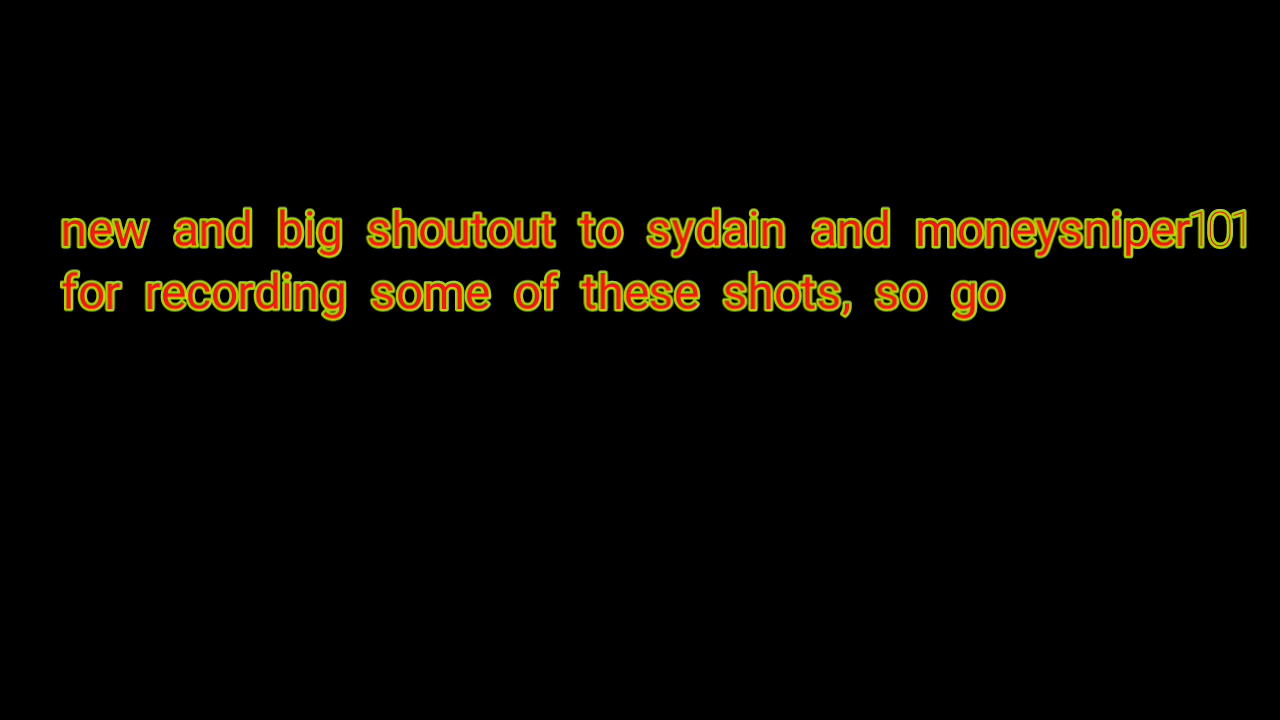 new and big shoutout to sydain and moneysniper101
for recording some of these shots, so go